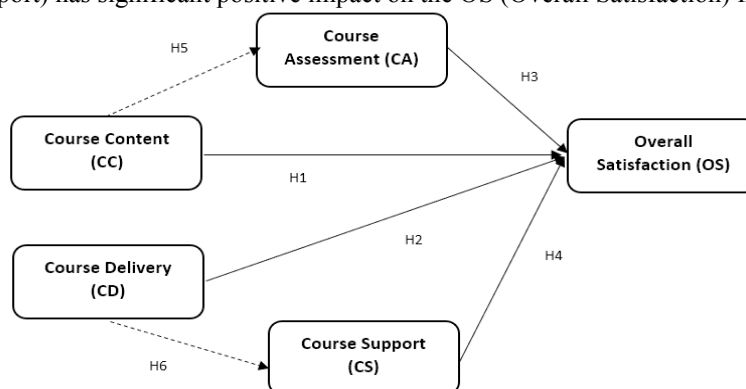 port) has significant positive impact on the OS (Overall Satisfaction)
Course
Assessment (CA)
H5
H3
Course Content
(CC)
Overall
Satisfaction (OS)
H1
H2
H4
Course Delivery
(CD)
Course Support
(CS)
H6